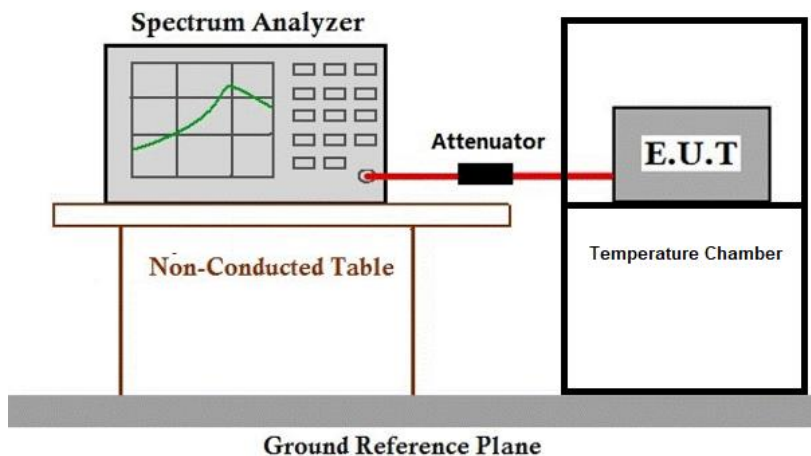 Spectrum Analyzer
Attenuator
E.U.T
Temperature Chamber
Non-Conducted Table
Ground Reference Plane